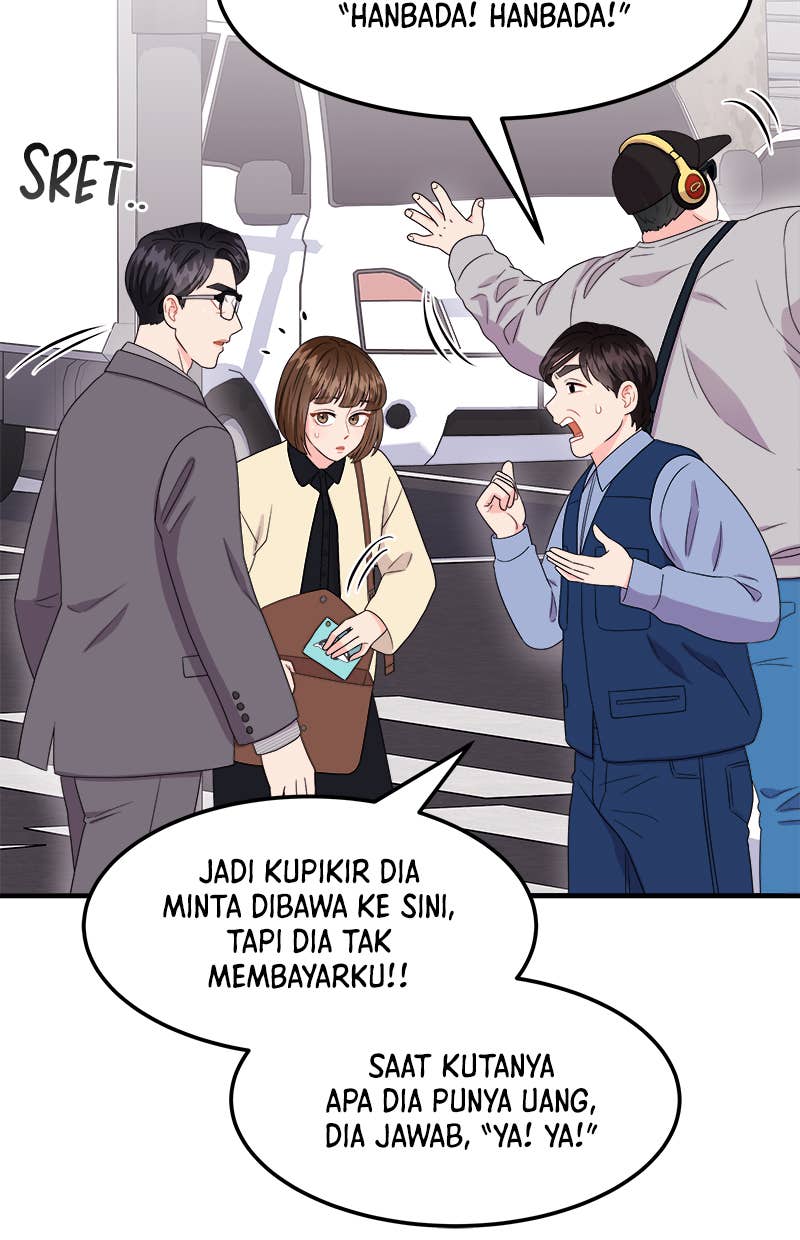 "HANBADA! HANBADA!"
SRET..
JADI KUPIKIR DIA
MINTA DIBAWA KE SINI,
TAPI DIA TAK
MEMBAYARKU!!
SAAT KUTANYA
APA DIA PUNYA UANG,
DIA JAWAB, "YA! YA!"